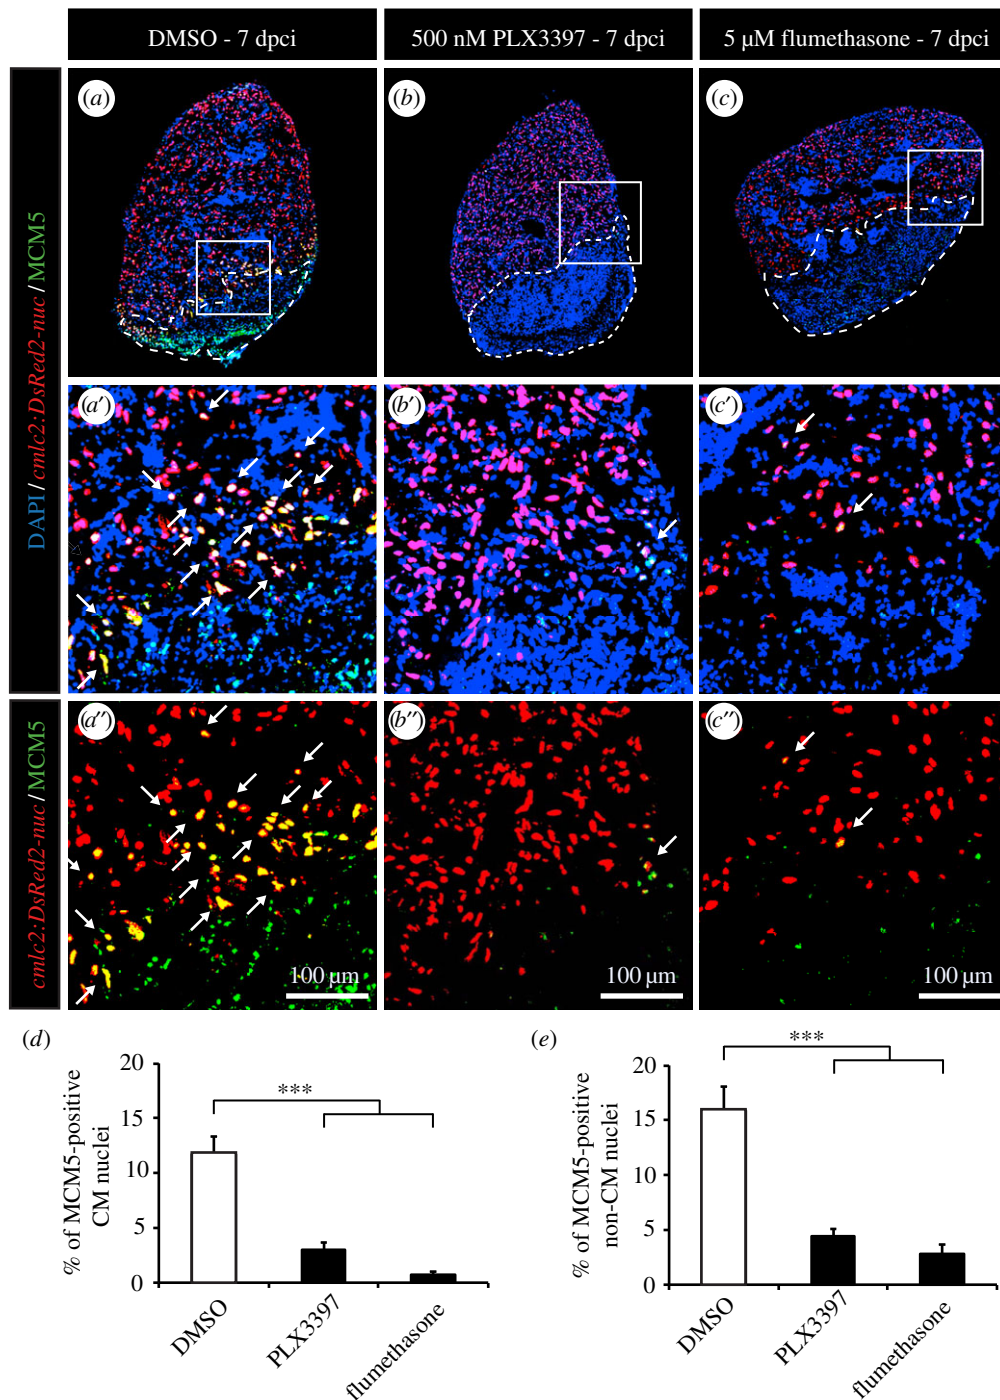 DMSO - 7 dpci
500 nM PLX3397 - 7 dpci
5 µM flumethasone - 7 dpci
DAPI/cmlc2:DsRed2-nuc/MCM5
(a)
(b)
(c)
(a′)
(b′)
(c′)
cmlc2:DsRed2-nuc/MCM5
(a″)
(b″)
(c″)
100 µm
100 µm
100 µm
(d)
% of MCM5-positive
CM nuclei
20
15
10
5
0
***
DMSO
PLX3397
flumethasone
(e)
% of MCM5-positive
non-CM nuclei
20
15
10
5
0
***
DMSO
PLX3397
flumethasone